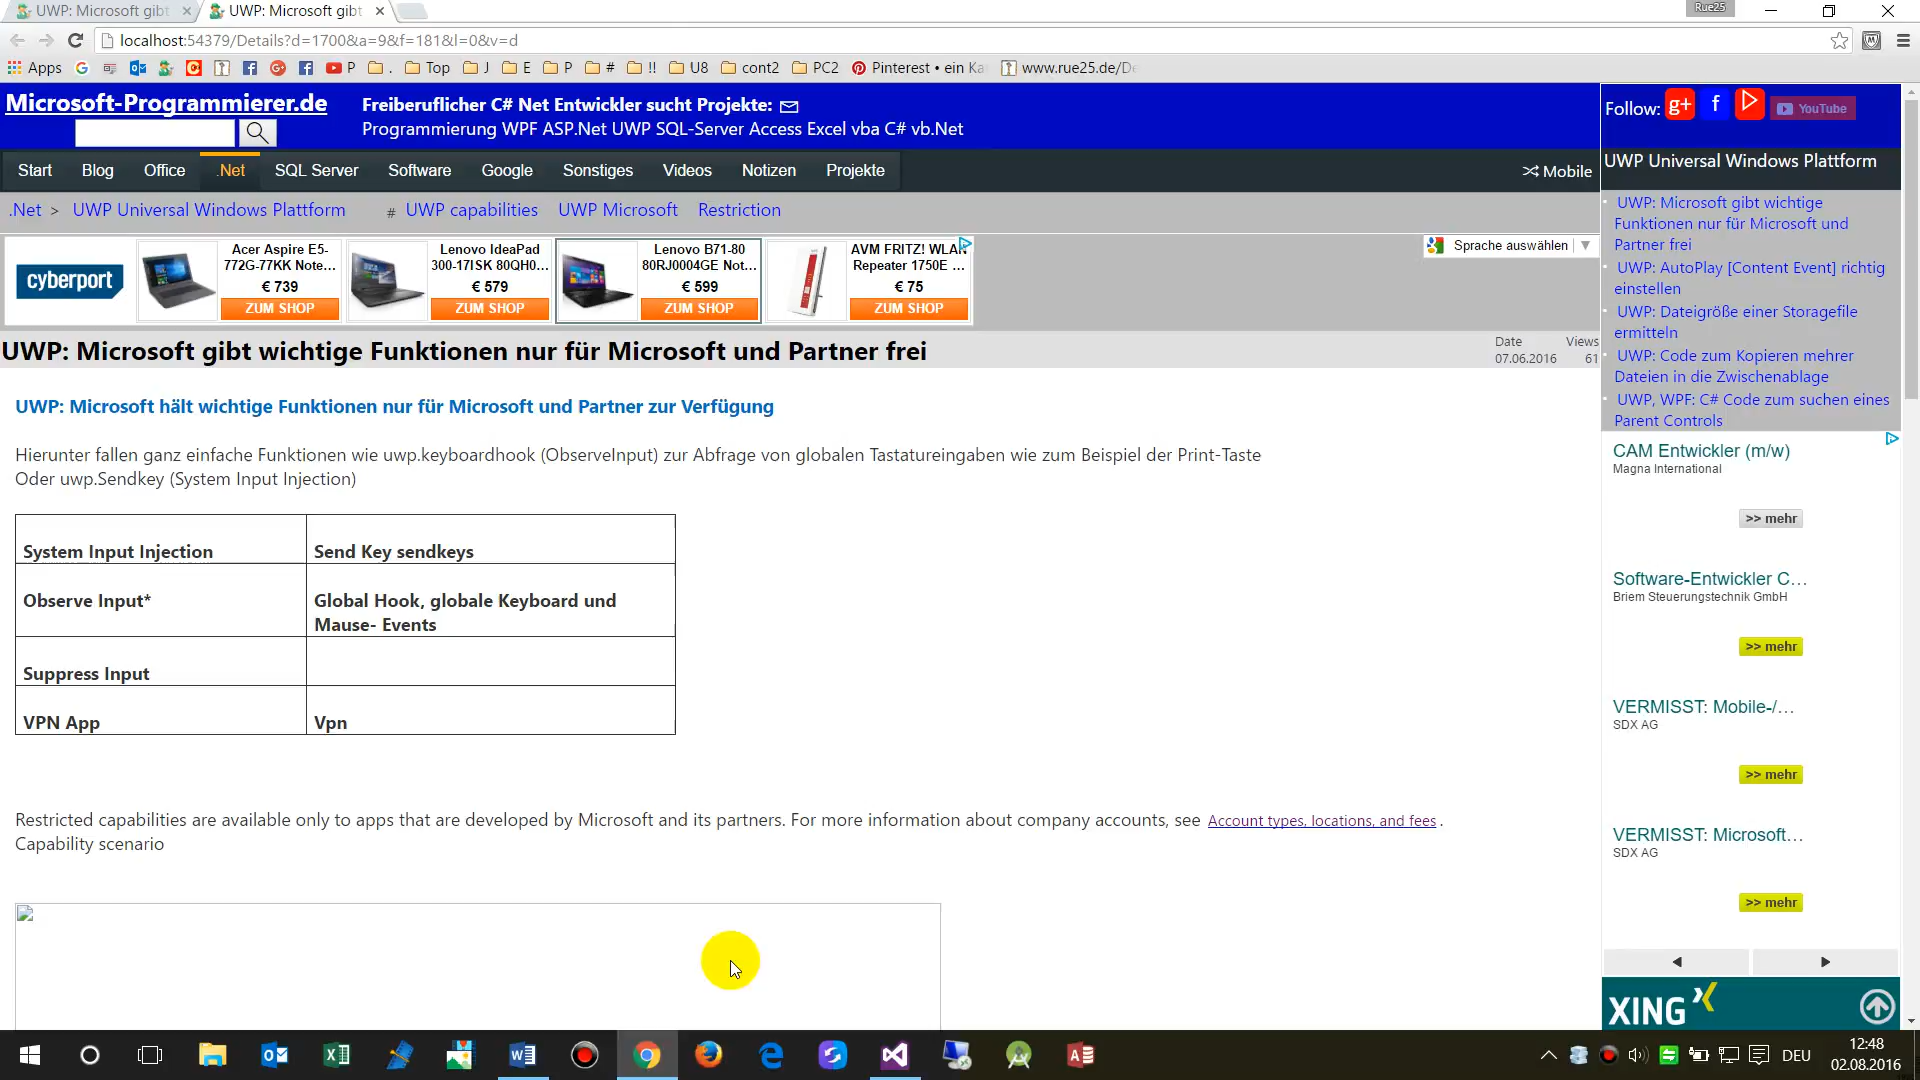 UWP: Microsoft gibt
UWP: Microsoft gibt
Rue25
localhost:54379/Details?d=1700&a=9&f=181&l=0&v=d
Apps
P
.
Top
J
E
P
#
!!
U8
cont2
PC2
Pinterest • ein Ka
www.rue25.de/De
Microsoft-Programmierer.de
Freiberuflicher C# Net Entwickler sucht Projekte:
Programmierung WPF ASP.Net UWP SQL-Server Access Excel vba C# vb.Net
Follow: g+ f YouTube
Start Blog Office .Net SQL Server Software Google Sonstiges Videos Notizen Projekte
Mobile
.Net > UWP Universal Windows Plattform # UWP capabilities UWP Microsoft Restriction
cyberport
Acer Aspire E5-
772G-77KK Note...
€ 739
ZUM SHOP
Lenovo IdeaPad
300-17ISK 80QH0...
€ 579
ZUM SHOP
Lenovo B71-80
80RJ0004GE Not...
€ 599
ZUM SHOP
AVM FRITZ! WLAN
Repeater 1750E ...
€ 75
ZUM SHOP
Sprache auswählen
UWP: Microsoft gibt wichtige Funktionen nur für Microsoft und Partner frei
Date
07.06.2016
Views
61
UWP: Microsoft hält wichtige Funktionen nur für Microsoft und Partner zur Verfügung
Hierunter fallen ganz einfache Funktionen wie uwp.keyboardhook (ObserveInput) zur Abfrage von globalen Tastatureingaben wie zum Beispiel der Print-Taste
Oder uwp.Sendkey (System Input Injection)
System Input Injection
Send Key sendkeys
Observe Input*
Global Hook, globale Keyboard und
Mause- Events
Suppress Input
VPN App
Vpn
Restricted capabilities are available only to apps that are developed by Microsoft and its partners. For more information about company accounts, see Account types, locations, and fees .
Capability scenario
UWP Universal Windows Plattform
UWP: Microsoft gibt wichtige
Funktionen nur für Microsoft und
Partner frei
UWP: AutoPlay [Content Event] richtig
einstellen
UWP: Dateigröße einer Storagefile
ermitteln
UWP: Code zum Kopieren mehrer
Dateien in die Zwischenablage
UWP, WPF: C# Code zum suchen eines
Parent Controls
CAM Entwickler (m/w)
Magna International
>> mehr
Software-Entwickler C...
Briem Steuerungstechnik GmbH
>> mehr
VERMISST: Mobile-/...
SDX AG
>> mehr
VERMISST: Microsoft...
SDX AG
>> mehr
XING
DEU
12:48
02.08.2016